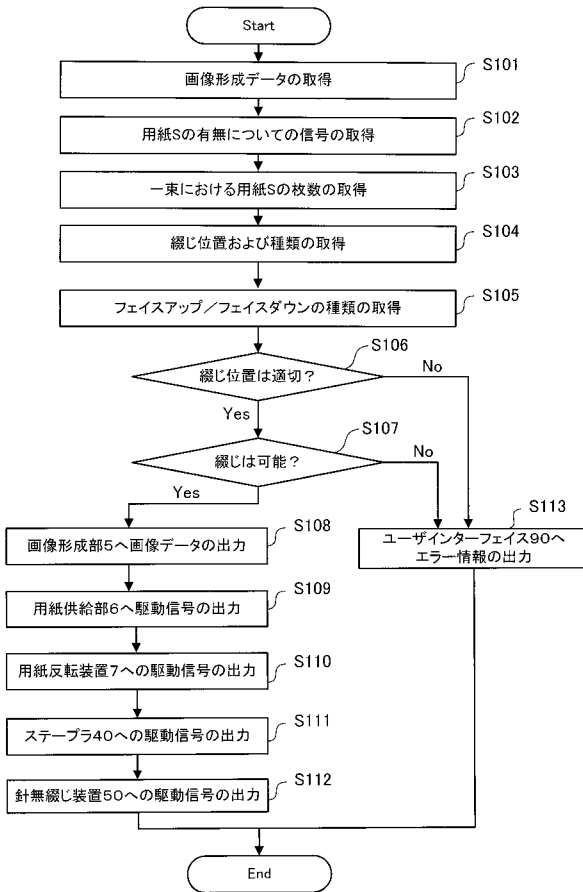 Start
S101
画像形成データの取得
S102
用紙Sの有無についての信号の取得
S103
一束における用紙Sの枚数の取得
S104
綴じ位置および種類の取得
S105
フェイスアップ／フェイスダウンの種類の取得
S106
綴じ位置は適切？
No
Yes
S107
綴じは可能？
No
Yes
S108
画像形成部5へ画像データの出力
S113
ユーザインターフェイス90へ
エラー情報の出力
S109
用紙供給部6へ駆動信号の出力
S110
用紙反転装置7への駆動信号の出力
S111
ステープラ40への駆動信号の出力
S112
針無綴じ装置50への駆動信号の出力
End